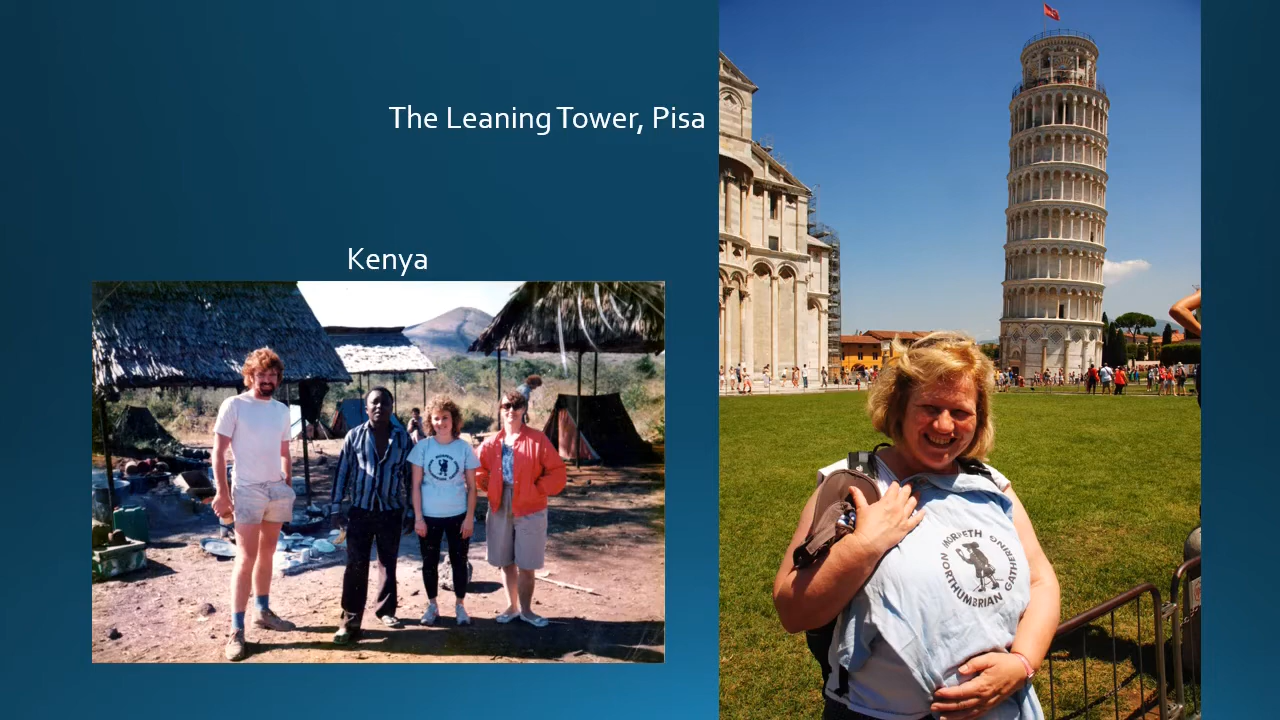 The Leaning Tower, Pisa
Kenya
MORPETH
NORTHUMBRIAN GATHERING